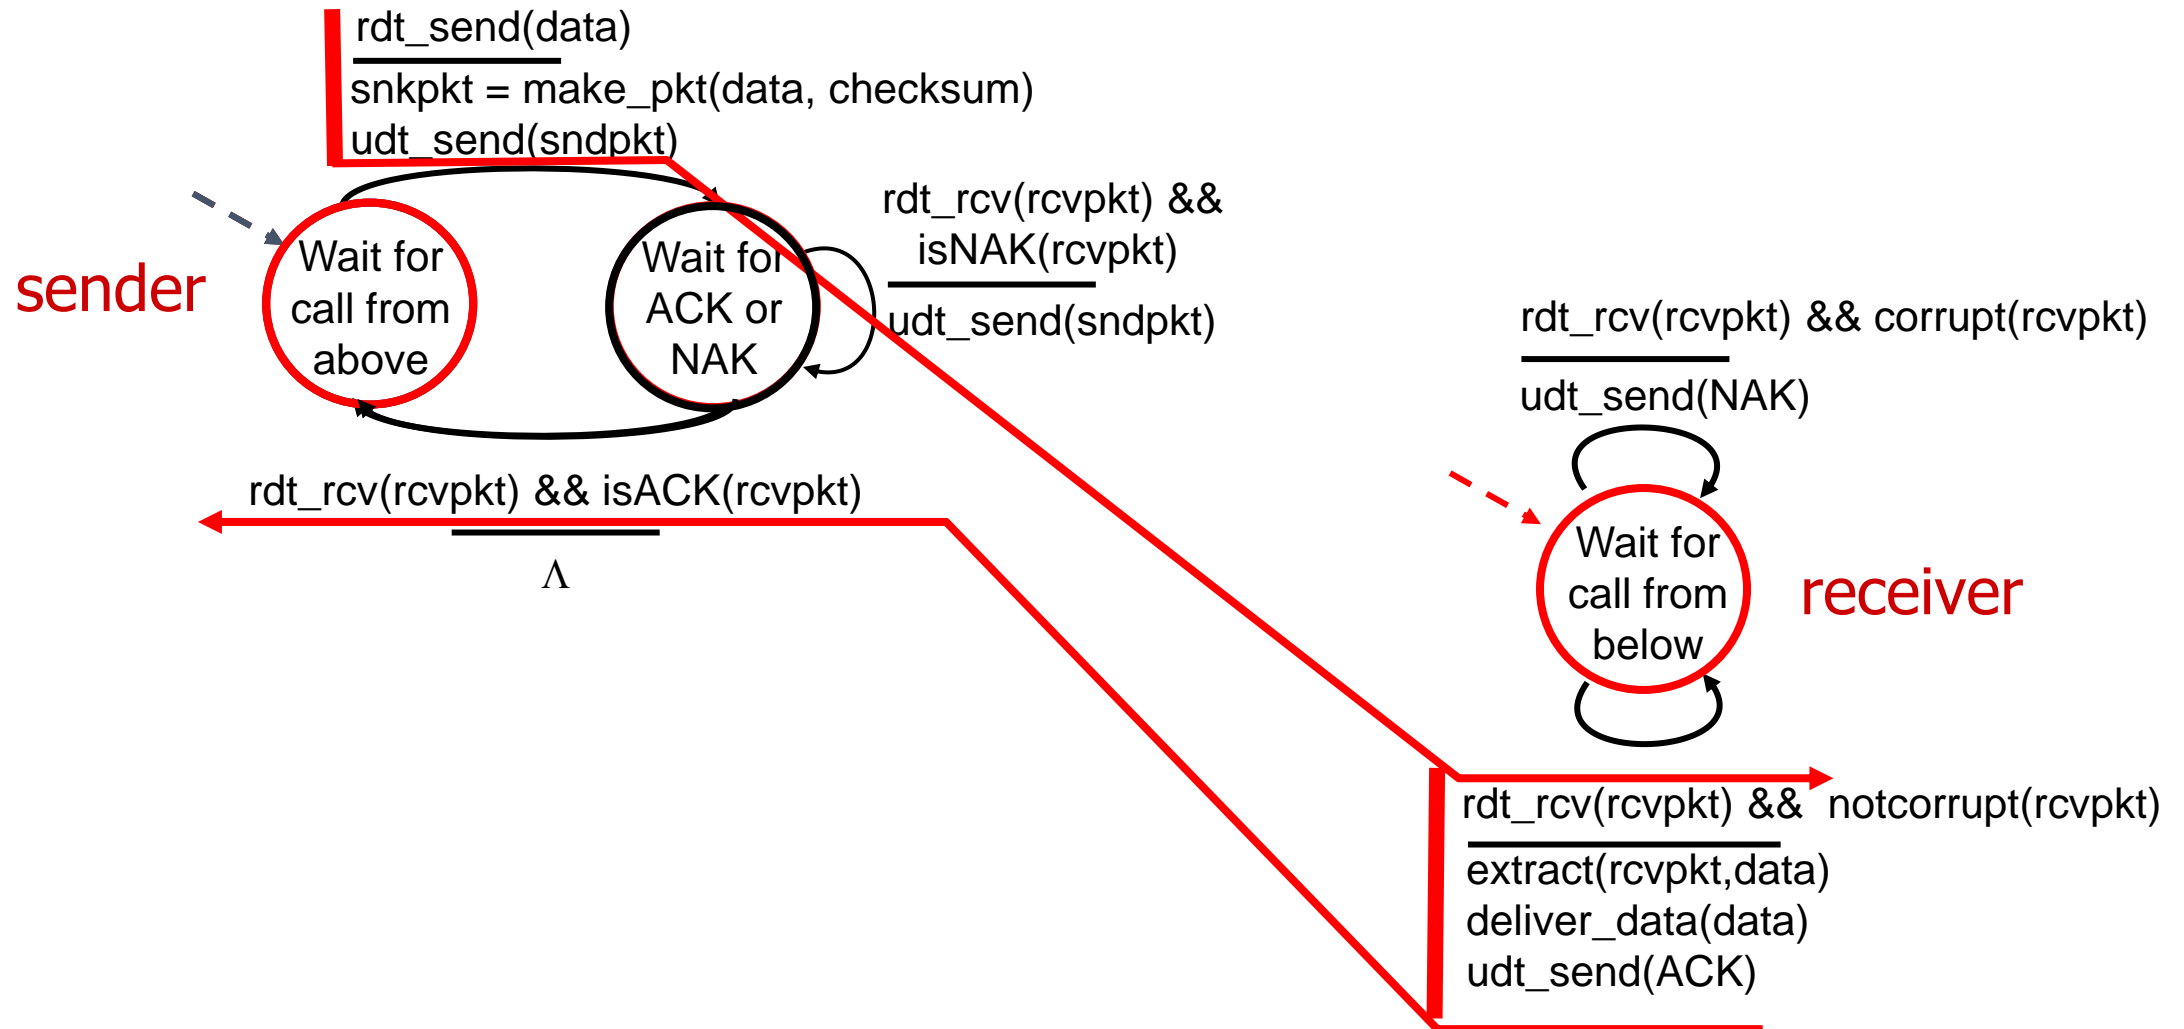 rdt_send(data)
snkpkt = make_pkt(data, checksum)
udt_send(sndpkt)
sender
Wait for
call from
above
Wait for
ACK or
NAK
rdt_rcv(rcvpkt) &&
isNAK(rcvpkt)
udt_send(sndpkt)
rdt_rcv(rcvpkt) && isACK(rcvpkt)
Λ
rdt_rcv(rcvpkt) && corrupt(rcvpkt)
udt_send(NAK)
Wait for
call from
below
receiver
rdt_rcv(rcvpkt) && notcorrupt(rcvpkt)
extract(rcvpkt,data)
deliver_data(data)
udt_send(ACK)